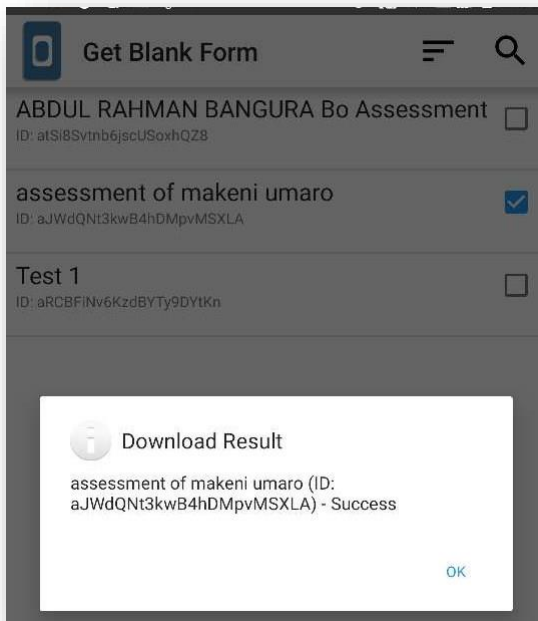 Get Blank Form
ABDUL RAHMAN BANGURA Bo Assessment
ID: atSi8Svtnb6jscUSoxhQZ8
assessment of makeni umaro
ID: aJWdQNt3kwB4hDMpvMSXLA
Test 1
ID: aRCBFiNv6KzdBYTy9DYtKn
Download Result
assessment of makeni umaro (ID:
aJWdQNt3kwB4hDMpvMSXLA) - Success
OK